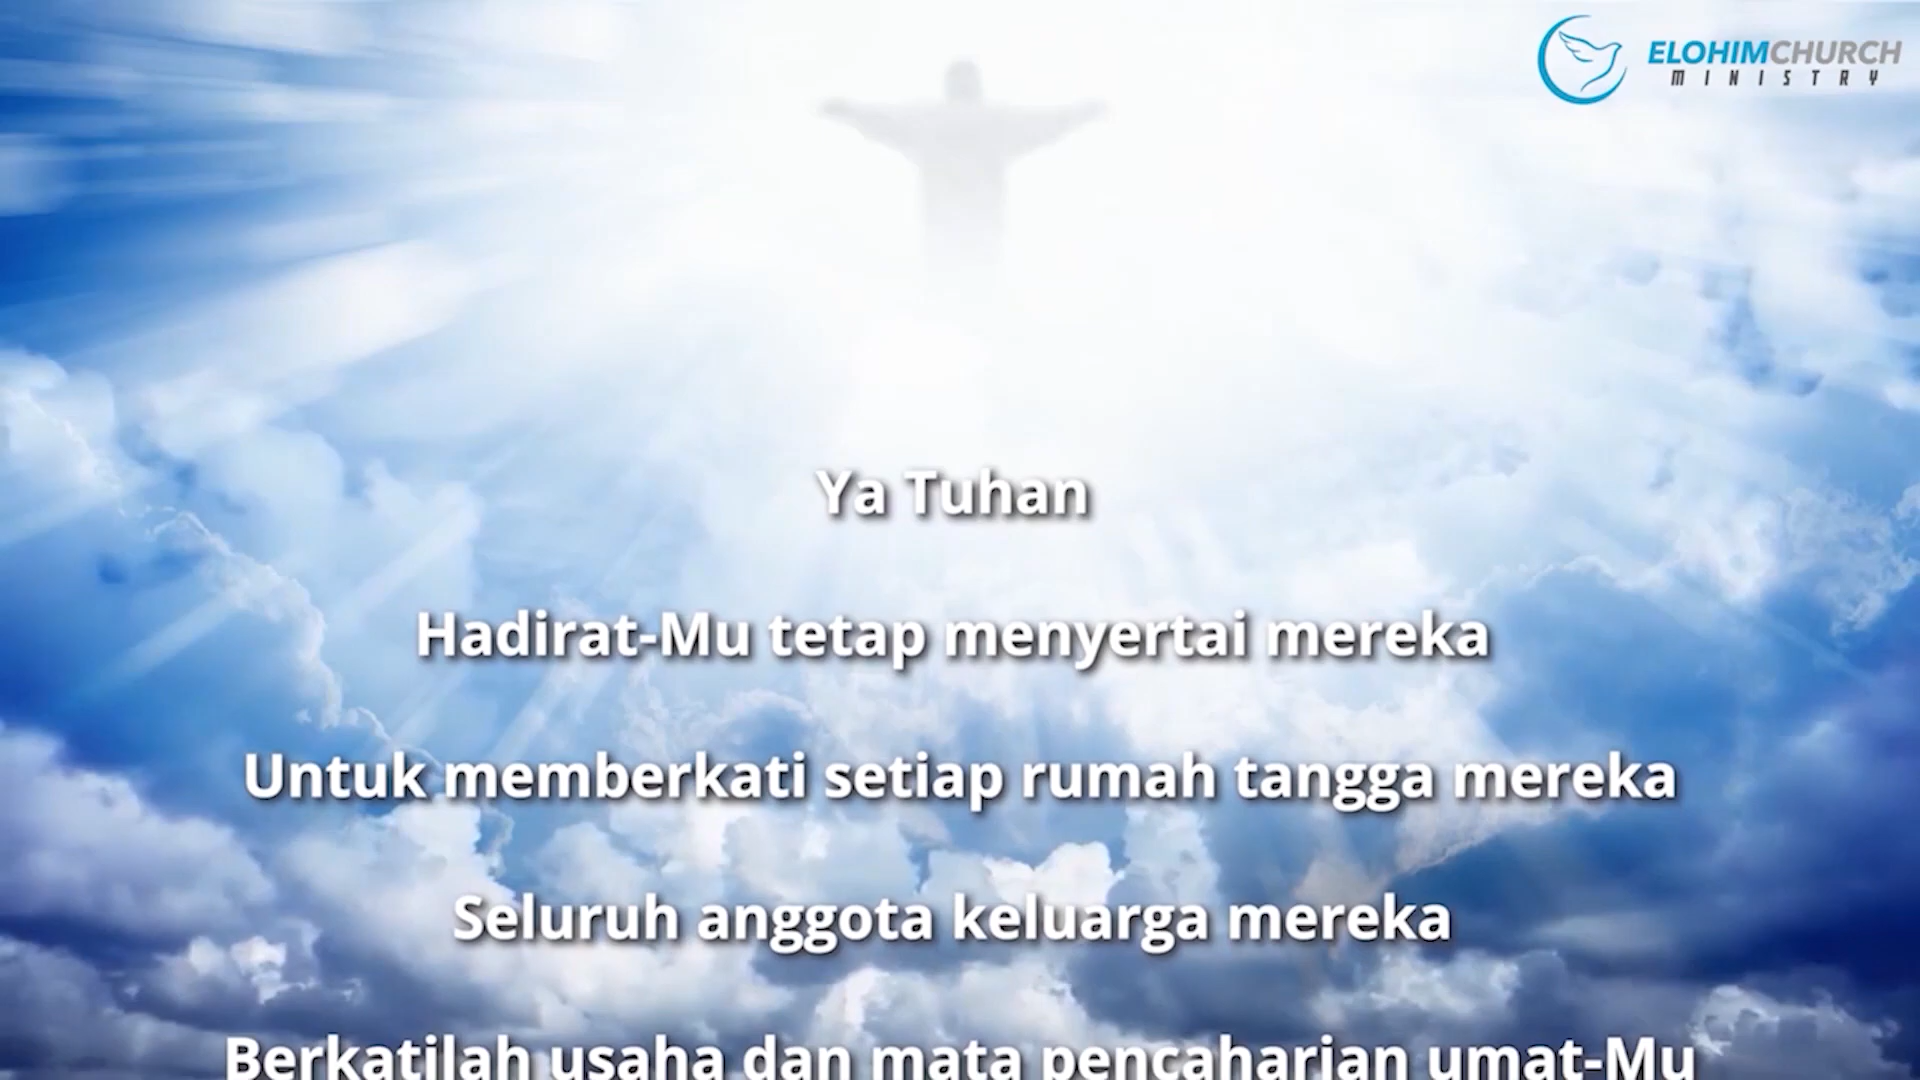 ELOHIMCHURCH
MINISTRY
Ya Tuhan
Hadirat-Mu tetap menyertai mereka
Untuk memberkati setiap rumah tangga mereka
Seluruh anggota keluarga mereka
Berkatilah usaha dan mata pencaharian umat-Mu